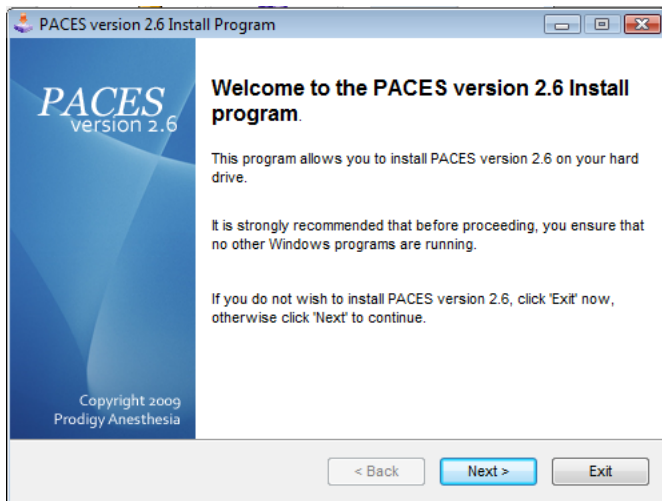 PACES version 2.6 Install Program
PACES
version 2.6
Welcome to the PACES version 2.6 Install
program.
This program allows you to install PACES version 2.6 on your hard
drive.
It is strongly recommended that before proceeding, you ensure that
no other Windows programs are running.
If you do not wish to install PACES version 2.6, click 'Exit' now,
otherwise click 'Next' to continue.
Copyright 2009
Prodigy Anesthesia
< Back Next > Exit